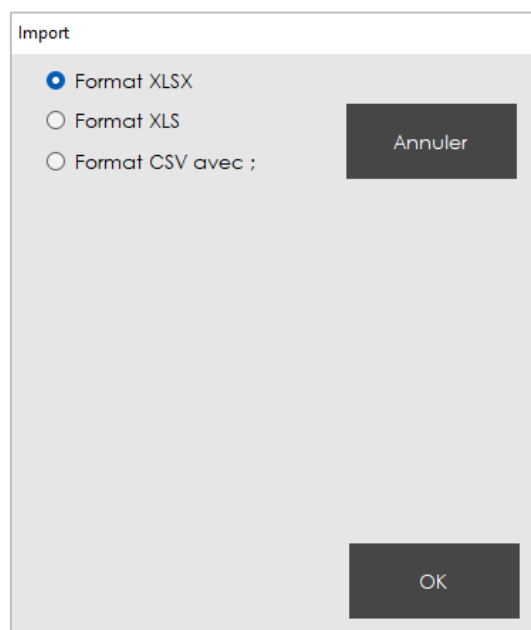 Import
Format XLSX
Format XLS
Annuler
Format CSV avec ;
OK